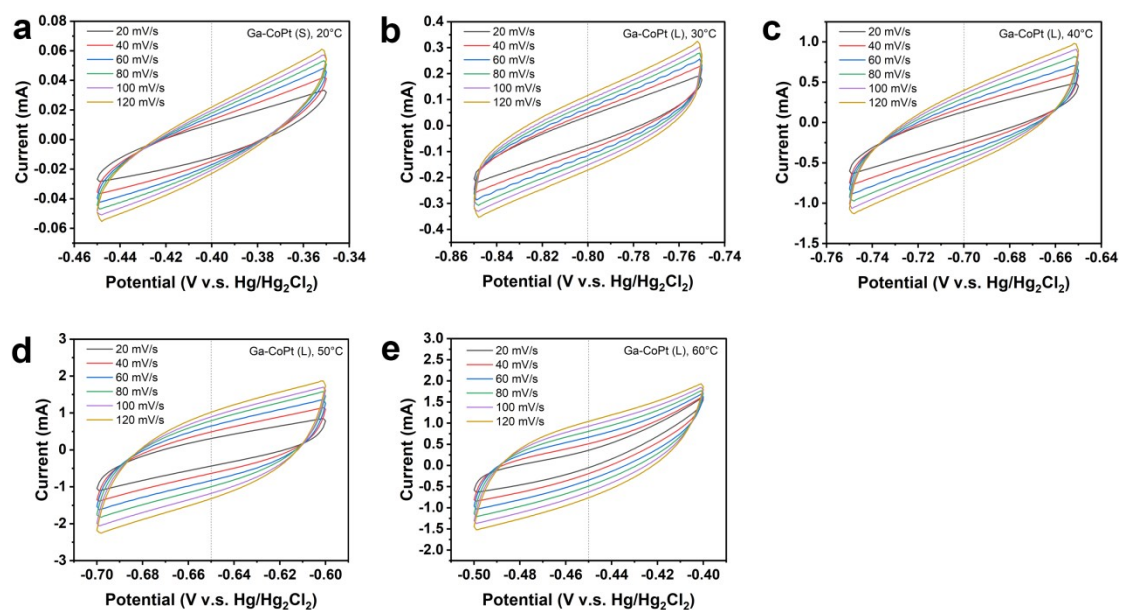 a
20 mV/s
40 mV/s
60 mV/s
80 mV/s
100 mV/s
120 mV/s
Ga-CoPt (S), 20°C
0.08
0.06
0.04
0.02
0.00
-0.02
-0.04
-0.06
Current (mA)
-0.46 -0.44 -0.42 -0.40 -0.38 -0.36 -0.34
Potential (V v.s. Hg/Hg₂Cl₂)
b
20 mV/s
40 mV/s
60 mV/s
80 mV/s
100 mV/s
120 mV/s
Ga-CoPt (L), 30°C
0.4
0.3
0.2
0.1
0.0
-0.1
-0.2
-0.3
-0.4
Current (mA)
-0.86 -0.84 -0.82 -0.80 -0.78 -0.76 -0.74
Potential (V v.s. Hg/Hg₂Cl₂)
c
20 mV/s
40 mV/s
60 mV/s
80 mV/s
100 mV/s
120 mV/s
Ga-CoPt (L), 40°C
1.0
0.5
0.0
-0.5
-1.0
-1.5
Current (mA)
-0.76 -0.74 -0.72 -0.70 -0.68 -0.66 -0.64
Potential (V v.s. Hg/Hg₂Cl₂)
d
20 mV/s
40 mV/s
60 mV/s
80 mV/s
100 mV/s
120 mV/s
Ga-CoPt (L), 50°C
3
2
1
0
-1
-2
-3
Current (mA)
-0.70 -0.68 -0.66 -0.64 -0.62 -0.60
Potential (V v.s. Hg/Hg₂Cl₂)
e
20 mV/s
40 mV/s
60 mV/s
80 mV/s
100 mV/s
120 mV/s
Ga-CoPt (L), 60°C
3.0
2.5
2.0
1.5
1.0
0.5
0.0
-0.5
-1.0
-1.5
-2.0
Current (mA)
-0.50 -0.48 -0.46 -0.44 -0.42 -0.40
Potential (V v.s. Hg/Hg₂Cl₂)